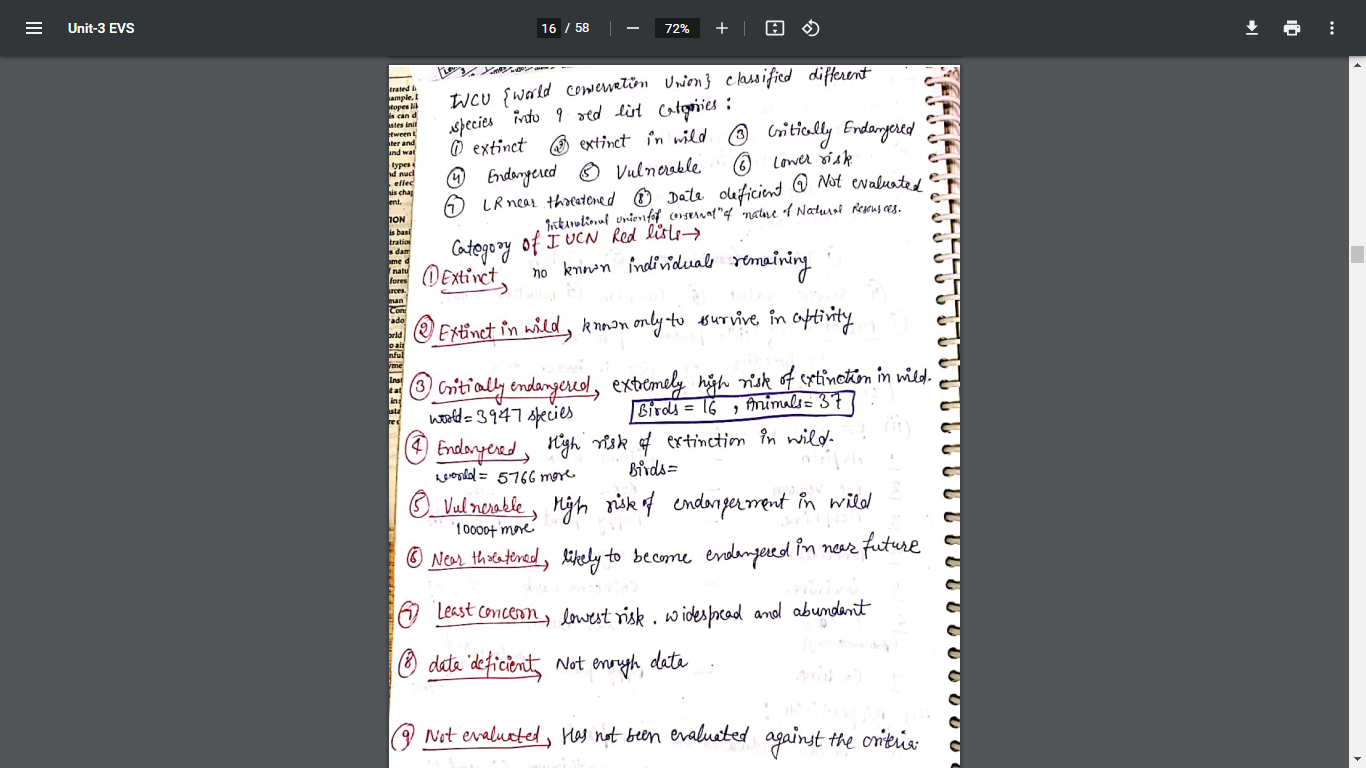 Unit-3 EVS
16 / 58
72%
IWCU {World conservation Union} classified different
species into 9 red list categories :
① extinct ② extinct in wild ③ Critically Endangered
④ Endangered ⑤ Vulnerable ⑥ Lower risk
⑦ LR near threatened ⑧ Date deficient ⑨ Not evaluated
International union for conservatn of nature & Natural Resources.
Category of IUCN Red lists→
① Extinct, no known individuals remaining
② Extinct in wild, known only to survive in captivity
③ Critically endangered, extremely high risk of extinction in wild.
World = 3947 species Birds = 16, Animals = 37
④ Endangered, High risk of extinction in wild.
World = 5766 more Birds =
⑤ Vulnerable, High risk of endangerment in wild
10000+ more
⑥ Near threatened, likely to become endangered in near future
⑦ Least concern, lowest risk. widespread and abundant
⑧ data deficient, Not enough data
⑨ Not evaluated, Has not been evaluated against the criteria.